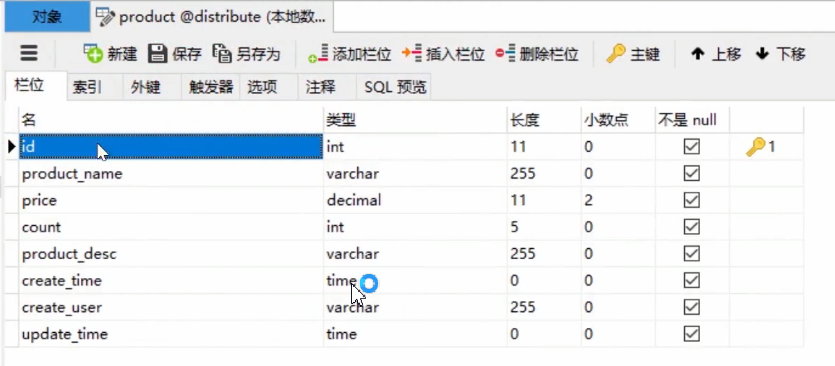 对象 product @distribute (本地数...
新建 保存 另存为 添加栏位 插入栏位 删除栏位 主键 上移 下移
栏位 索引 外键 触发器 选项 注释 SQL 预览
名 类型 长度 小数点 不是 null
id int 11 0 1
product_name varchar 255 0
price decimal 11 2
count int 5 0
product_desc varchar 255 0
create_time time 0 0
create_user varchar 255 0
update_time time 0 0